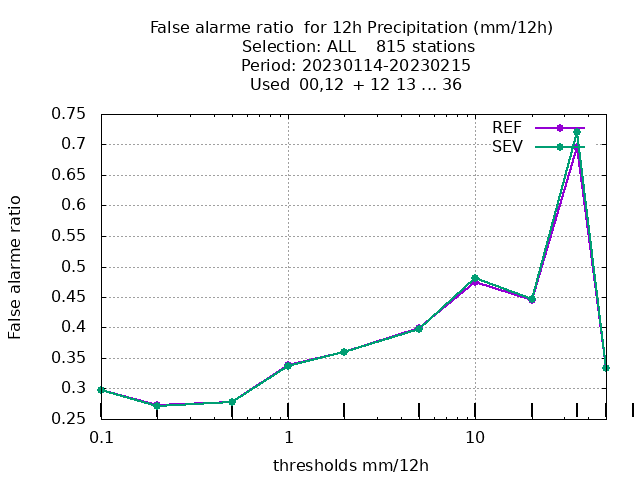 False alarme ratio  for 12h Precipitation (mm/12h)
Selection: ALL    815 stations
Period: 20230114-20230215
Used  00,12  + 12 13 ... 36
0.75
0.7
0.65
0.6
0.55
0.5
0.45
0.4
0.35
0.3
0.25
False alarme ratio
REF
SEV
0.1
1
10
thresholds mm/12h